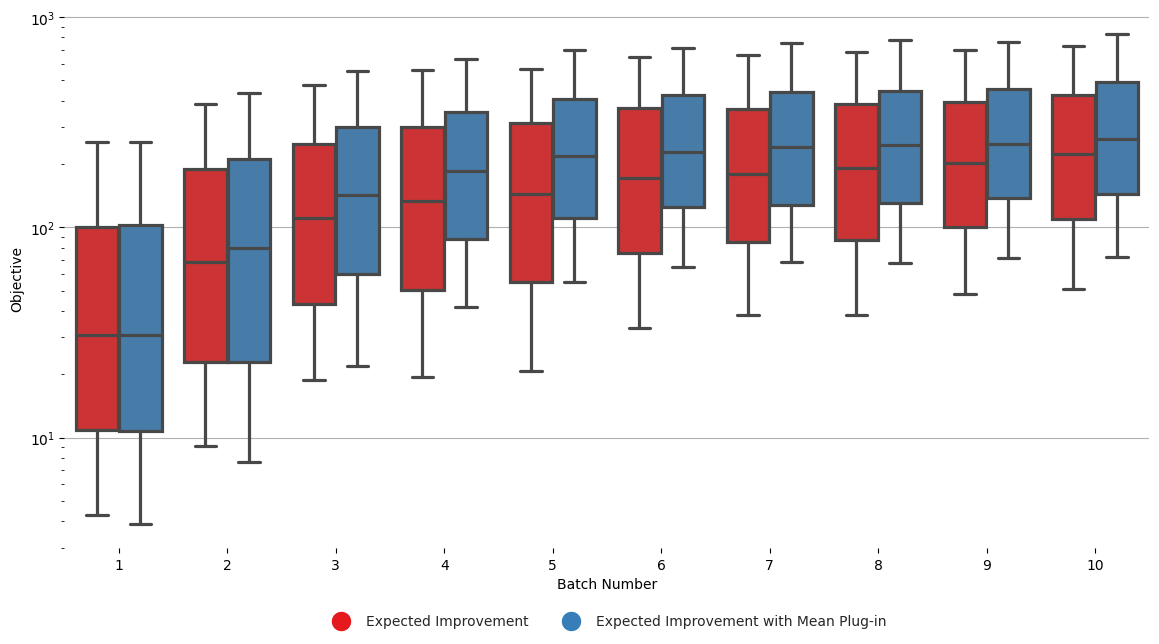 10³
10²
10¹
Objective
1 2 3 4 5 6 7 8 9 10
Batch Number
Expected Improvement Expected Improvement with Mean Plug-in